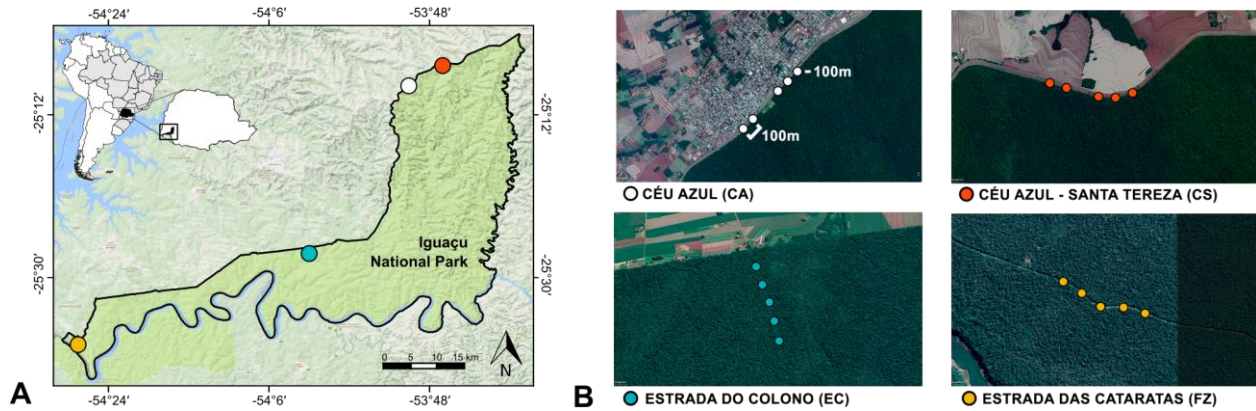 A
-54°24'
-54°6'
-53°48'
-25°12'
-25°12'
Iguaçu
National Park
-25°30'
-25°30'
N
0 5 10 15 km
-54°24'
-54°6'
-53°48'
B
-100m
100m
CÉU AZUL (CA)
CÉU AZUL - SANTA TEREZA (CS)
ESTRADA DO COLONO (EC)
ESTRADA DAS CATARATAS (FZ)